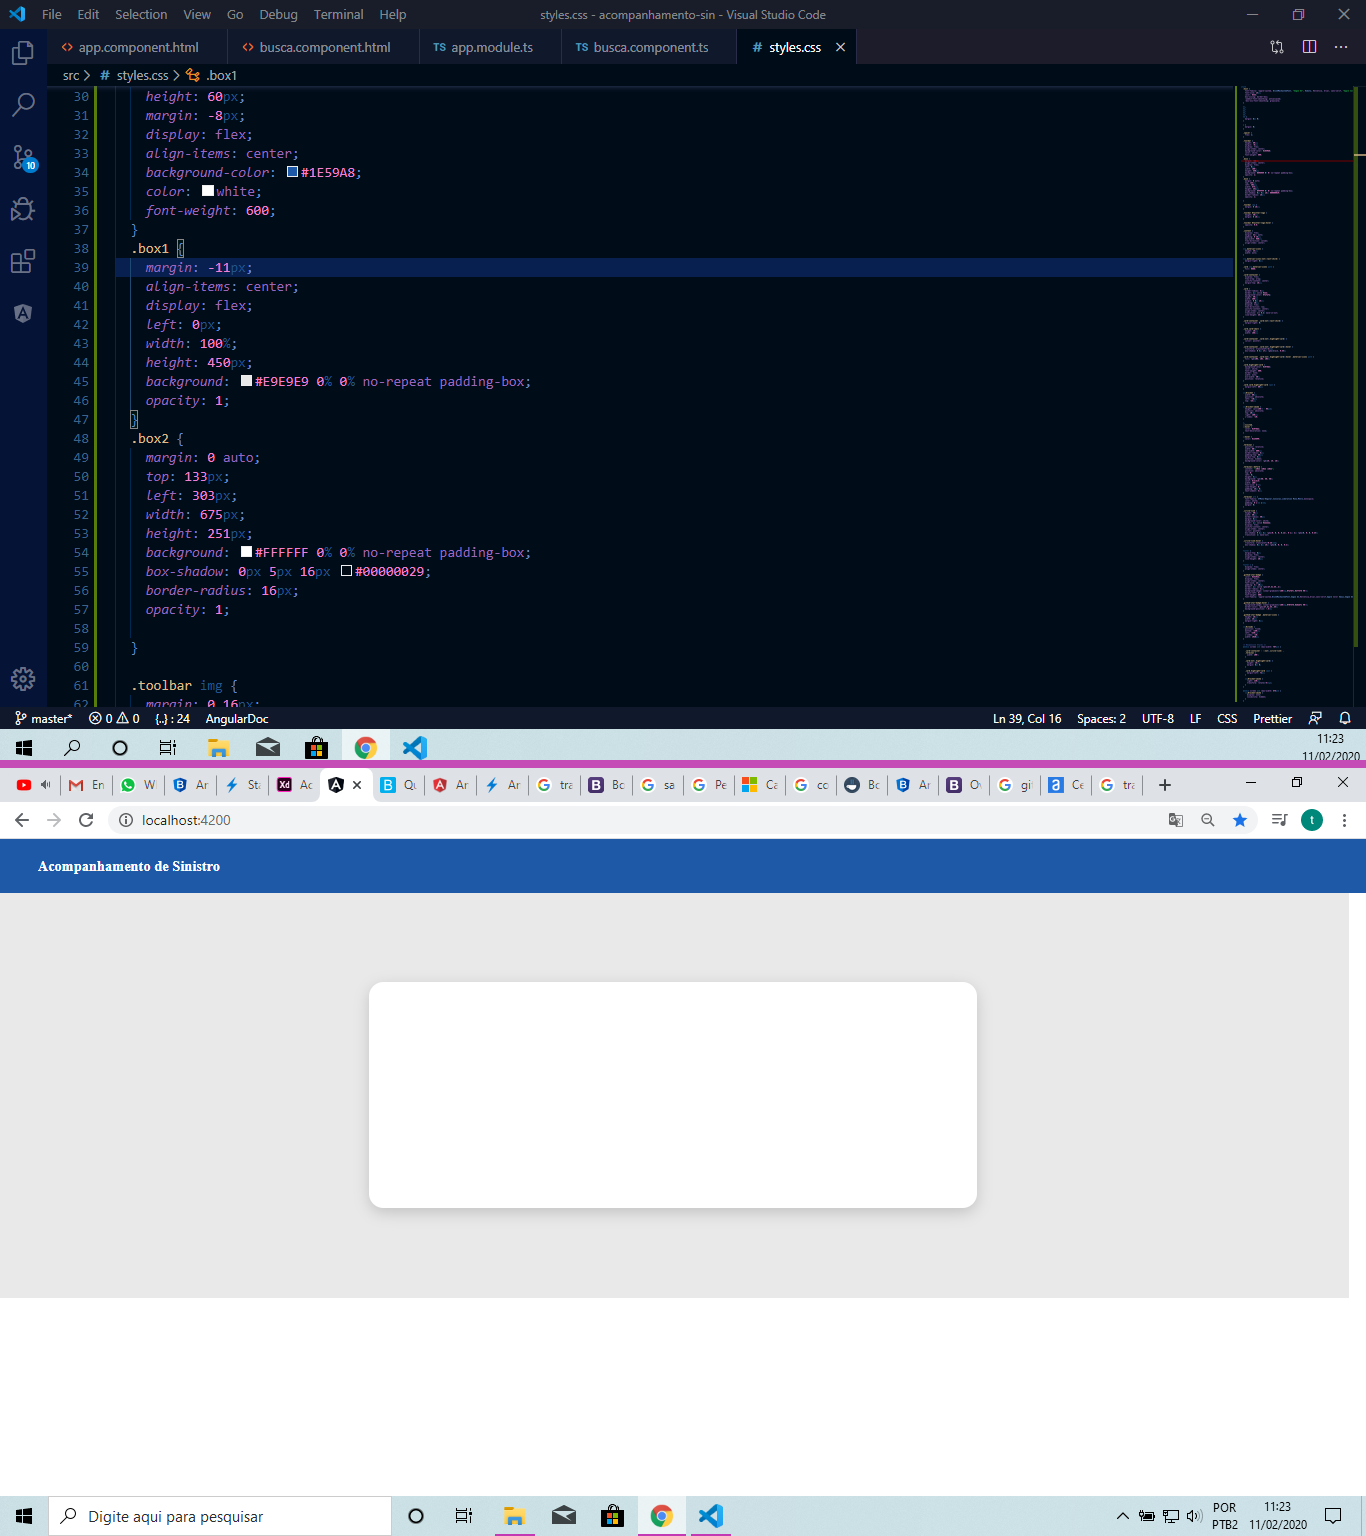 File Edit Selection View Go Debug Terminal Help styles.css - acompanhamento-sin - Visual Studio Code
<> app.component.html <> busca.component.html TS app.module.ts TS busca.component.ts # styles.css
src > # styles.css > .box1
30 height: 60px;
31 margin: -8px;
32 display: flex;
33 align-items: center;
34 background-color: #1E59A8;
35 color: white;
36 font-weight: 600;
37 }
38 .box1 {
39 margin: -11px;
40 align-items: center;
41 display: flex;
42 left: 0px;
43 width: 100%;
44 height: 450px;
45 background: #E9E9E9 0% 0% no-repeat padding-box;
46 opacity: 1;
47 }
48 .box2 {
49 margin: 0 auto;
50 top: 133px;
51 left: 303px;
52 width: 675px;
53 height: 251px;
54 background: #FFFFFF 0% 0% no-repeat padding-box;
55 box-shadow: 0px 5px 16px #00000029;
56 border-radius: 16px;
57 opacity: 1;
58
59 }
60
61 .toolbar img {
62 margin: 0 16px;
10
master* 0 0 {..} : 24 AngularDoc Ln 39, Col 16 Spaces: 2 UTF-8 LF CSS Prettier
11:23
11/02/2020
En W Ar Sta Xd Ac A Qu Ar Ar tra B Bo sa Pe Ca co Bo Ar B Ov gi a Ce tra
localhost:4200 t
Acompanhamento de Sinistro
Digite aqui para pesquisar
POR 11:23
PTB2 11/02/2020